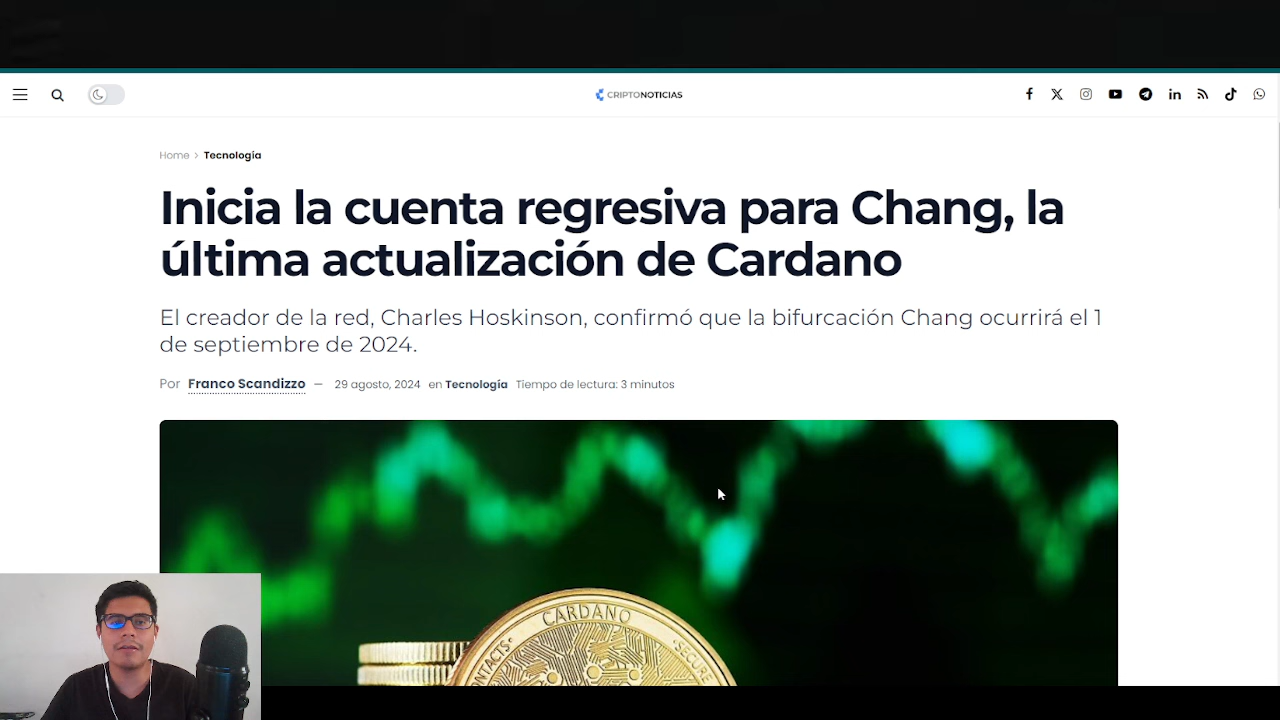 CRIPTONOTICIAS
Home > Tecnología
Inicia la cuenta regresiva para Chang, la
última actualización de Cardano
El creador de la red, Charles Hoskinson, confirmó que la bifurcación Chang ocurrirá el 1
de septiembre de 2024.
Por Franco Scandizzo — 29 agosto, 2024 en Tecnología Tiempo de lectura: 3 minutos
CARDANO